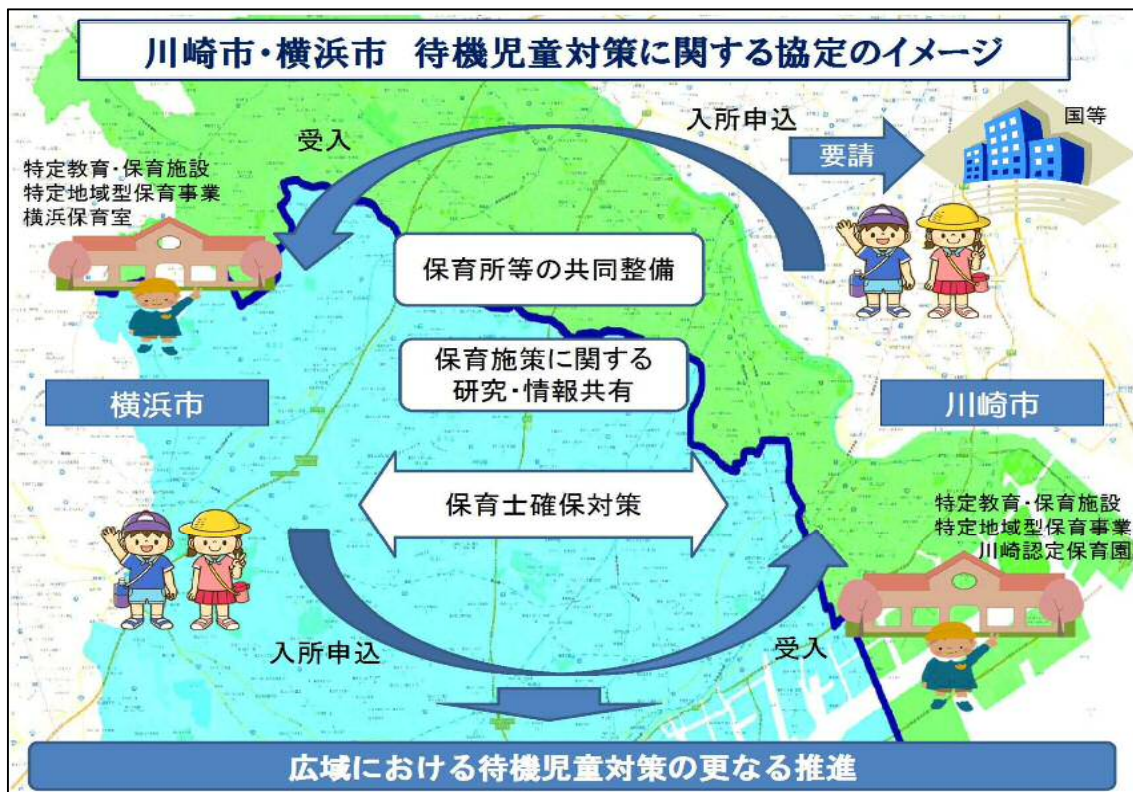 川崎市・横浜市 待機児童対策に関する協定のイメージ
入所申込
国等
受入
要請
特定教育・保育施設
特定地域型保育事業
横浜保育室
保育所等の共同整備
保育施策に関する
研究・情報共有
横浜市
川崎市
保育士確保対策
特定教育・保育施設
特定地域型保育事業
川崎認定保育園
入所申込
受入
広域における待機児童対策の更なる推進